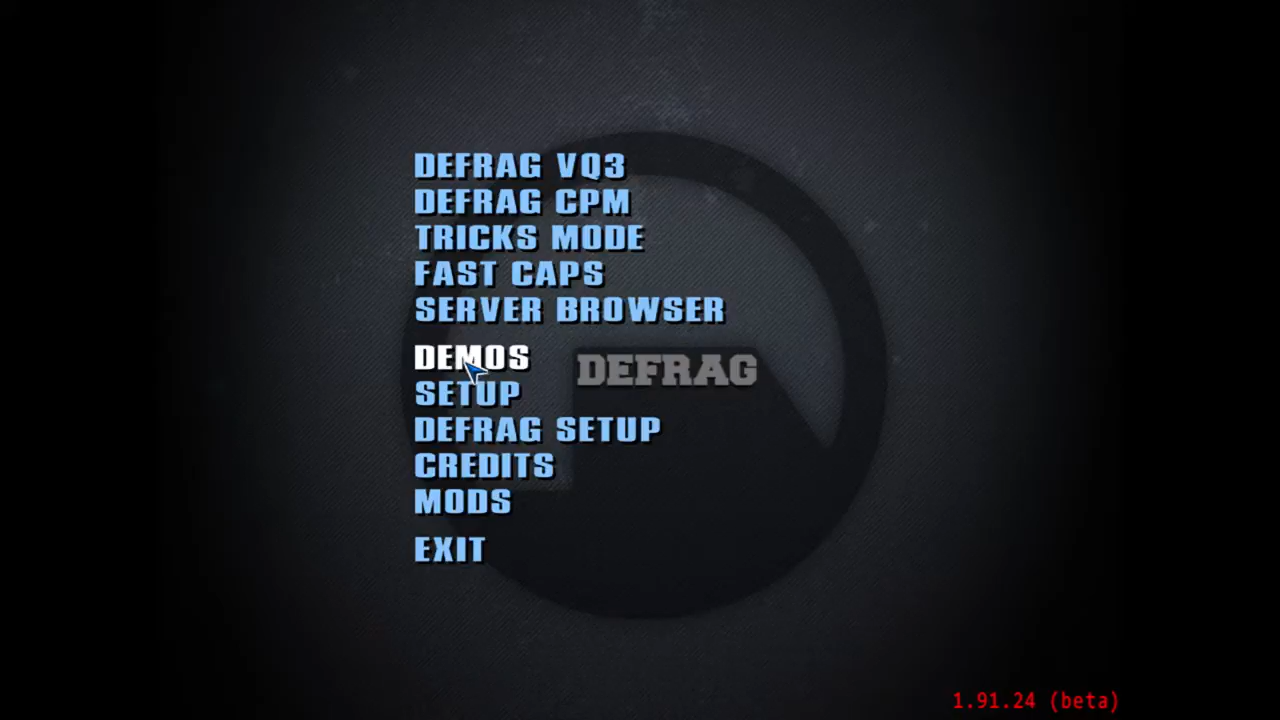 DEFRAG VQ3
DEFRAG CPM
TRICKS MODE
FAST CAPS
SERVER BROWSER
DEMOS
DEFRAG
SETUP
DEFRAG SETUP
CREDITS
MODS
EXIT
1.91.24 (beta)